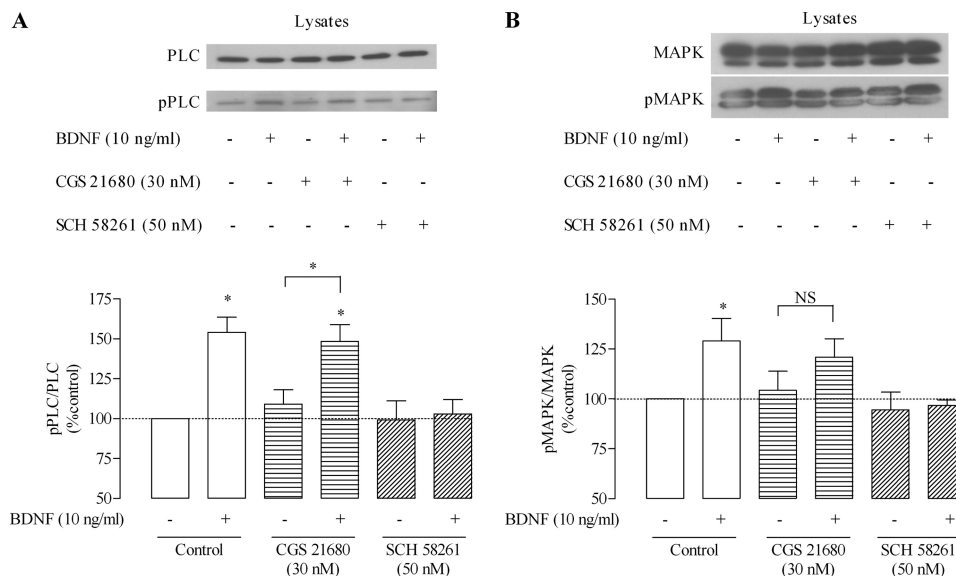 A
Lysates
PLC
pPLC
BDNF (10 ng/ml) - + - + - +
CGS 21680 (30 nM) - - + + - -
SCH 58261 (50 nM) - - - - + +
*
* *
175
150
125
100
75
50
pPLC/PLC
(%control)
BDNF (10 ng/ml) - + - + - +
Control CGS 21680 SCH 58261
(30 nM) (50 nM)
B
Lysates
MAPK
pMAPK
BDNF (10 ng/ml) - + - + - +
CGS 21680 (30 nM) - - + + - -
SCH 58261 (50 nM) - - - - + +
* NS
150
125
100
75
50
pMAPK/MAPK
(%control)
BDNF (10 ng/ml) - + - + - +
Control CGS 21680 SCH 58261
(30 nM) (50 nM)